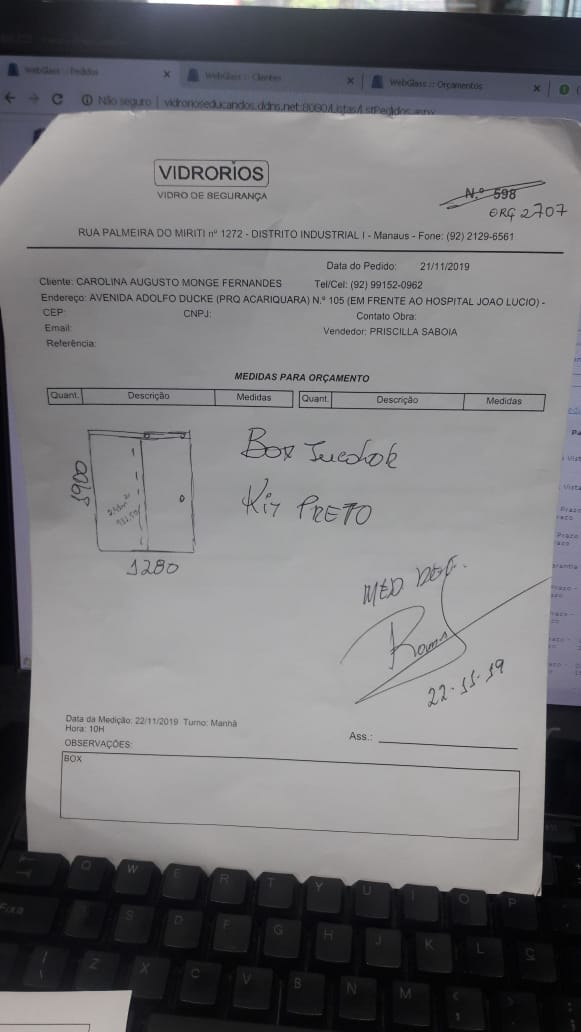 WebGlass :: Pedidos
WebGlass :: Clientes
WebGlass :: Orçamentos
Não seguro | vidrorioseducandos.ddns.net:8080/Listas/LstPedidos.aspx
VIDRORIOS
VIDRO DE SEGURANÇA
N.º 598
ORÇ 2707
RUA PALMEIRA DO MIRITI nº 1272 - DISTRITO INDUSTRIAL I - Manaus - Fone: (92) 2129-6561
Data do Pedido: 21/11/2019
Cliente: CAROLINA AUGUSTO MONGE FERNANDES Tel/Cel: (92) 99152-0962
Endereço: AVENIDA ADOLFO DUCKE (PRQ ACARIQUARA) N.º 105 (EM FRENTE AO HOSPITAL JOAO LUCIO) -
CEP: CNPJ: Contato Obra:
Email: Vendedor: PRISCILLA SABOIA
Referência:
MEDIDAS PARA ORÇAMENTO
Quant. Descrição Medidas Quant. Descrição Medidas
Box
Kit PRETO
1900
1280
MED DEF.
22-11-19
Data da Medição: 22/11/2019 Turno: Manhã
Hora: 10H
Ass.:
OBSERVAÇÕES:
BOX
Q W E R T Y U I O P
Fixa A S D F G H J K L Ç
Z X C V B N M